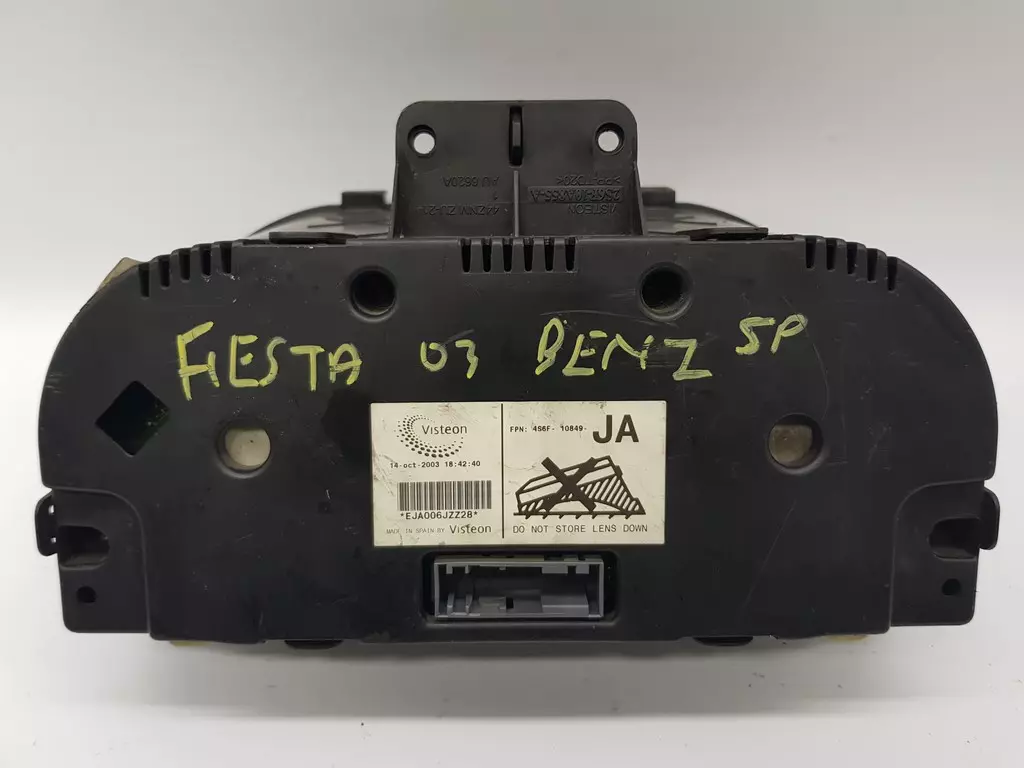 FIESTA 03 BENZ SP
Visteon
14-oct-2003 18:42:40
*EJA006JZZ28*
MADE IN SPAIN BY Visteon
FPN: 4S6F- 10849- JA
DO NOT STORE LENS DOWN